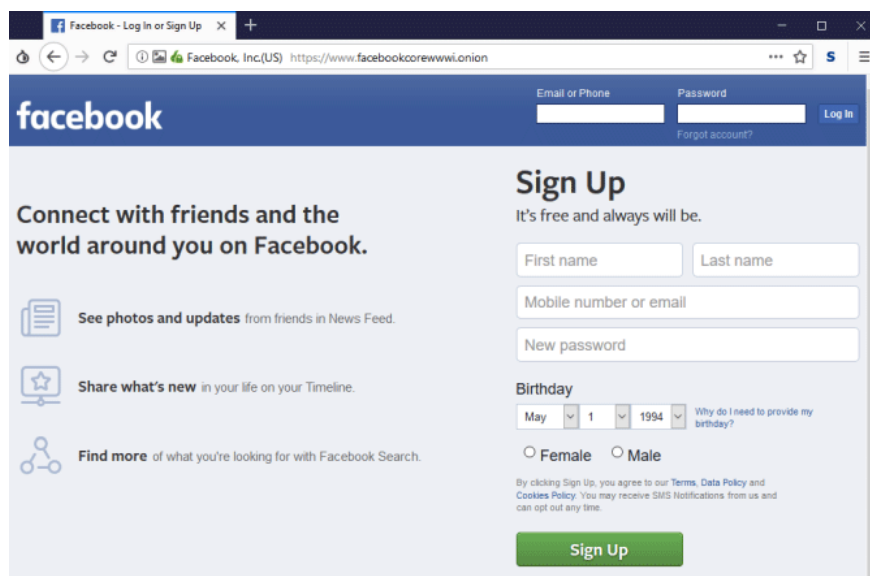 Facebook - Log In or Sign Up
Facebook, Inc.(US) https://www.facebookcorewwwi.onion
S
facebook
Email or Phone
Password
Log In
Forgot account?
Connect with friends and the
world around you on Facebook.
See photos and updates from friends in News Feed.
Share what's new in your life on your Timeline.
Find more of what you're looking for with Facebook Search.
Sign Up
It's free and always will be.
First name
Last name
Mobile number or email
New password
Birthday
May 1 1994
Why do I need to provide my
birthday?
Female Male
By clicking Sign Up, you agree to our Terms, Data Policy and
Cookies Policy. You may receive SMS Notifications from us and
can opt out any time.
Sign Up